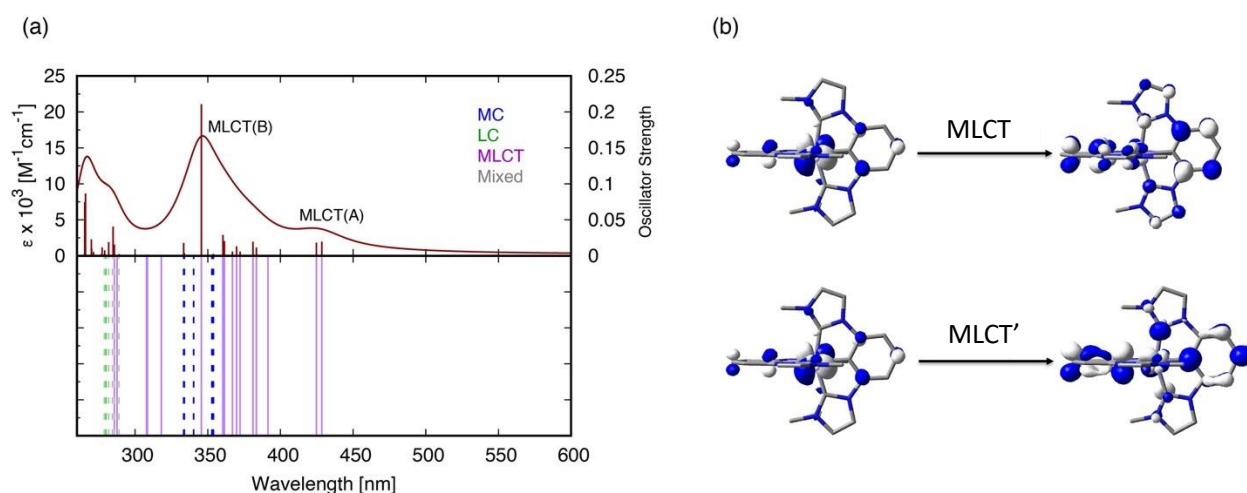 (a)
25
20
15
10
5
0
ε x 10³ [M⁻¹cm⁻¹]
MLCT(B)
MLCT(A)
MC
LC
MLCT
Mixed
0.25
0.2
0.15
0.1
0.05
0
Oscillator Strength
300 350 400 450 500 550 600
Wavelength [nm]
(b)
MLCT
MLCT’